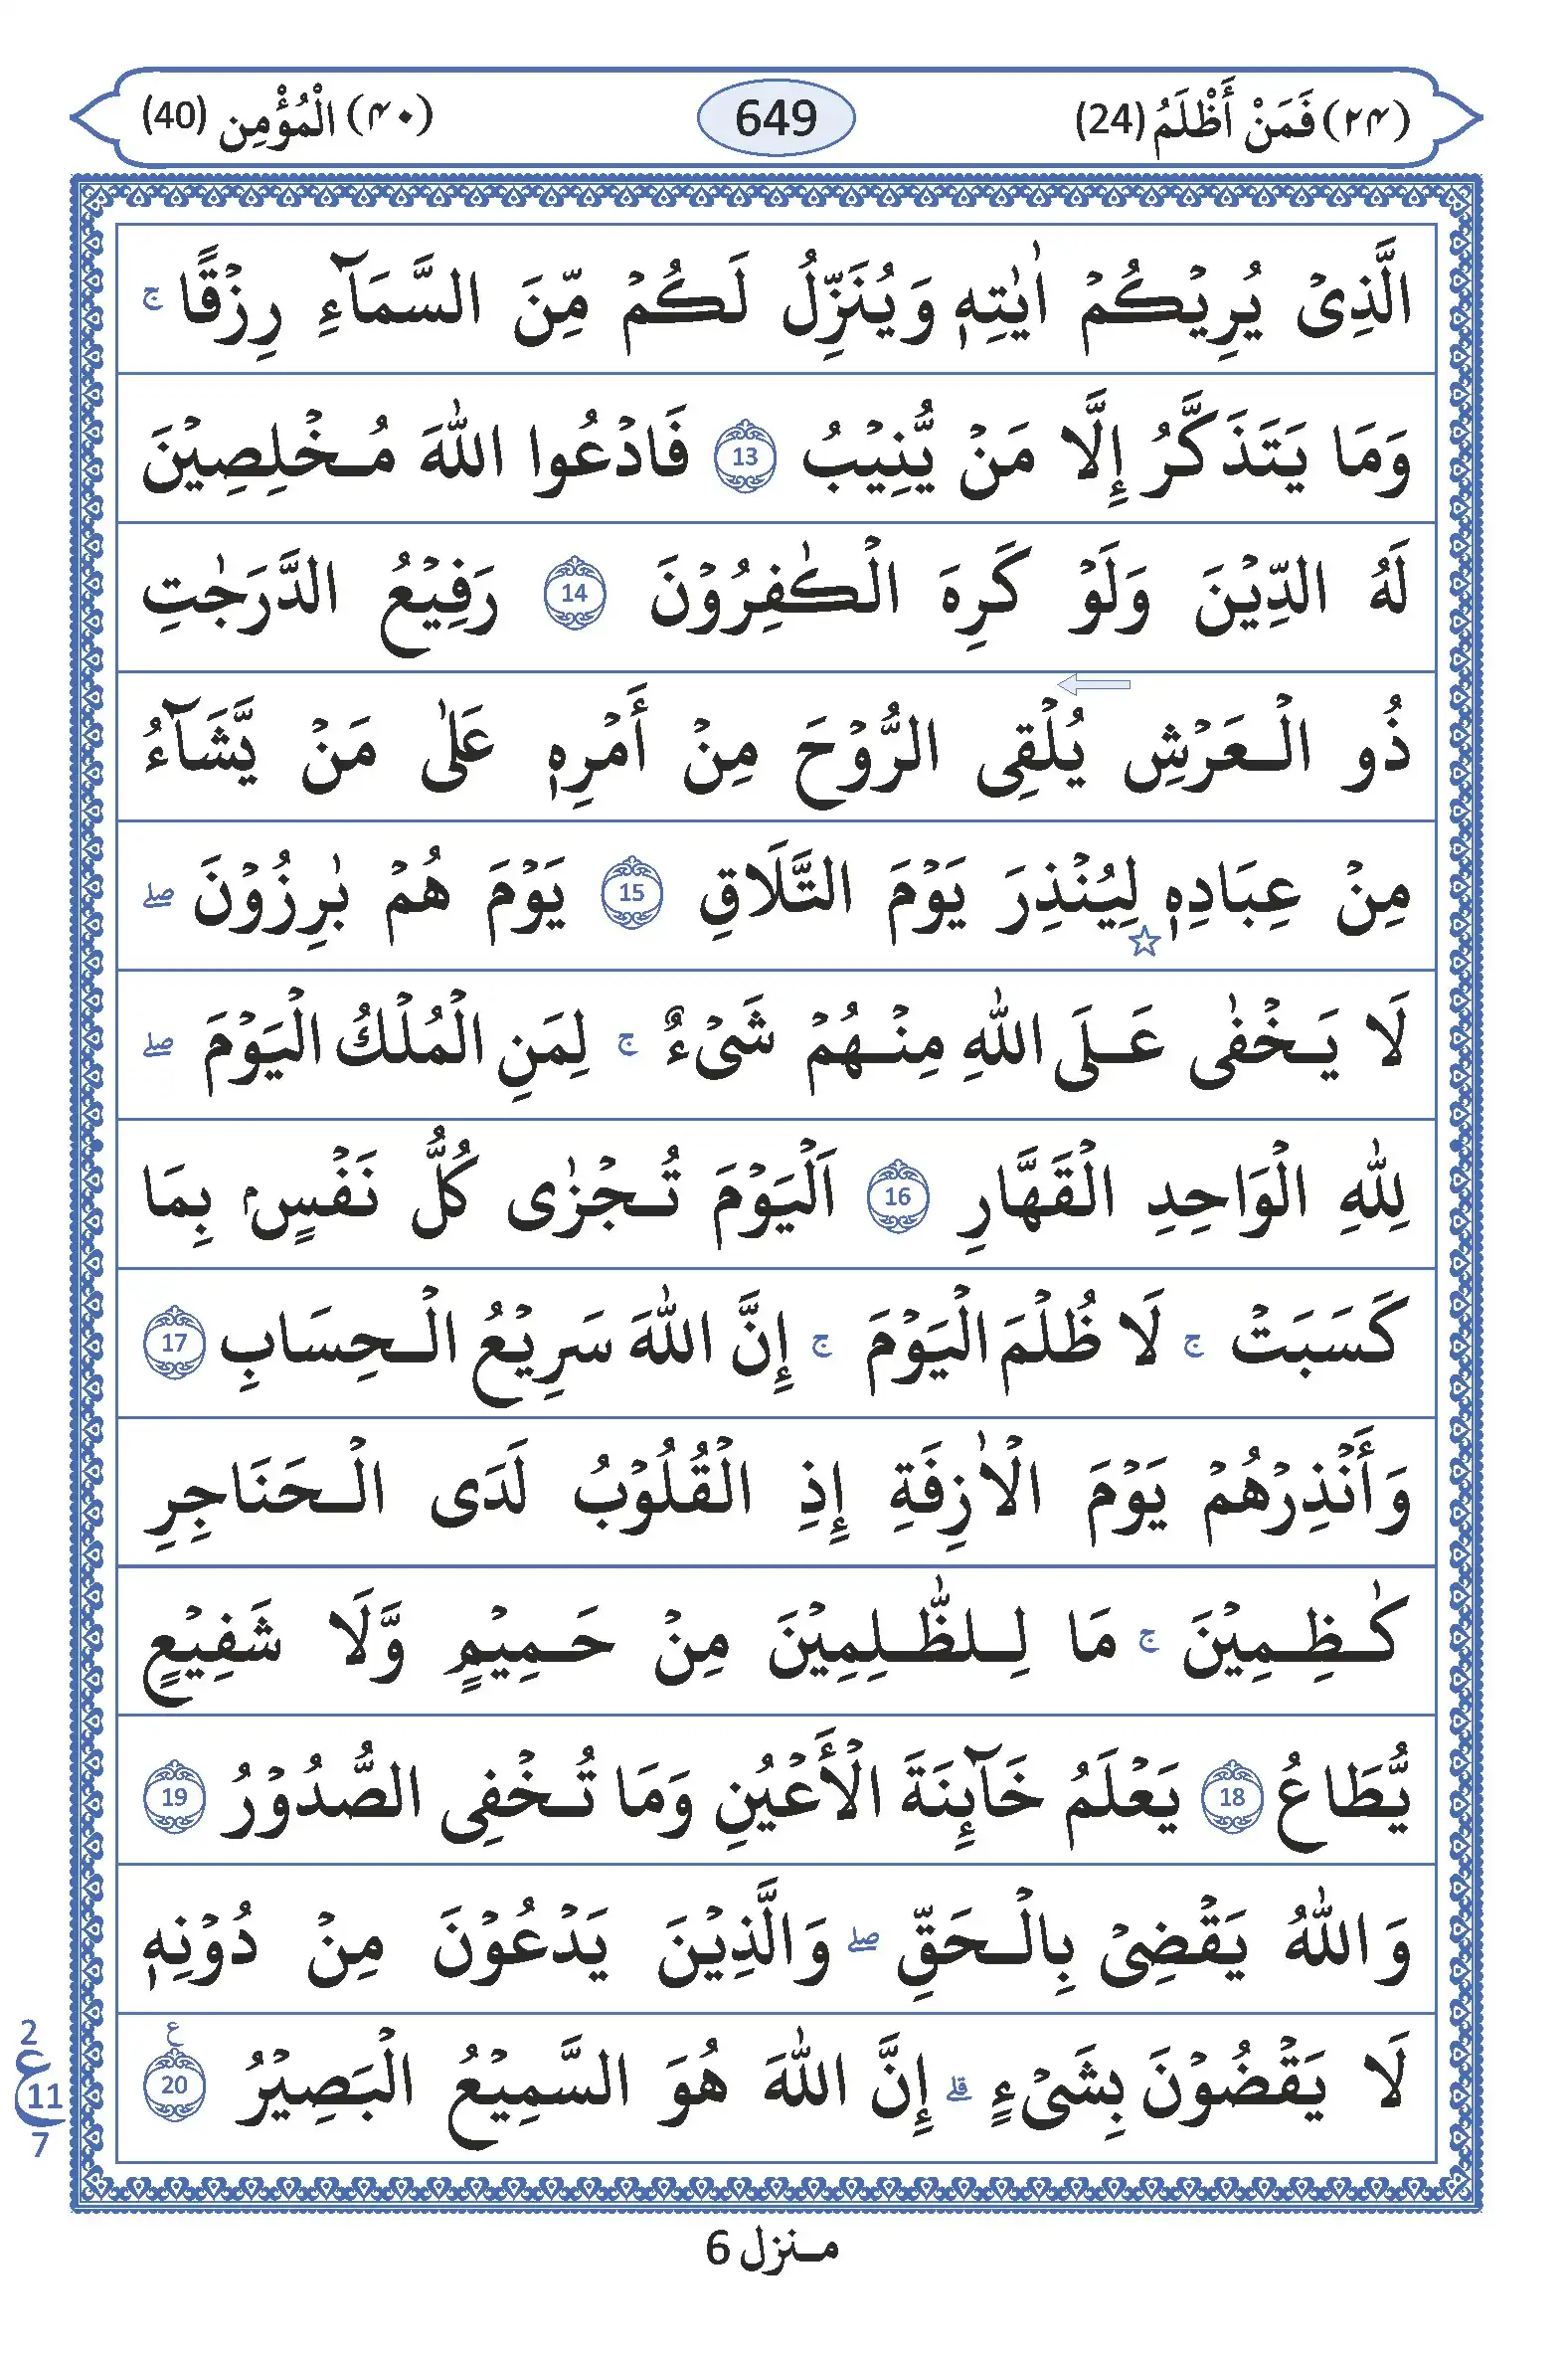 (۲۴) فَمَنْ أَظْلَمُ (24) 649 (۴۰) الْمُؤْمِن (40)
الَّذِىْ يُرِيْكُمْ اٰيٰتِهٖ وَيُنَزِّلُ لَكُمْ مِّنَ السَّمَآءِ رِزْقًا ج
وَمَا يَتَذَكَّرُ إِلَّا مَنْ يُّنِيْبُ 13 فَادْعُوا اللّٰهَ مُخْلِصِيْنَ
لَهُ الدِّيْنَ وَلَوْ كَرِهَ الْكٰفِرُوْنَ 14 رَفِيْعُ الدَّرَجٰتِ
ذُو الْعَرْشِ يُلْقِى الرُّوْحَ مِنْ أَمْرِهٖ عَلٰى مَنْ يَّشَآءُ
مِنْ عِبَادِهٖ لِيُنْذِرَ يَوْمَ التَّلَاقِ 15 يَوْمَ هُمْ بٰرِزُوْنَ صلے
لَا يَخْفٰى عَلَى اللّٰهِ مِنْهُمْ شَىْءٌ ج لِمَنِ الْمُلْكُ الْيَوْمَ صلے
لِلّٰهِ الْوَاحِدِ الْقَهَّارِ 16 اَلْيَوْمَ تُجْزٰى كُلُّ نَفْسٍۭ بِمَا
كَسَبَتْ ج لَا ظُلْمَ الْيَوْمَ ج إِنَّ اللّٰهَ سَرِيْعُ الْحِسَابِ 17
وَأَنْذِرْهُمْ يَوْمَ الْاٰزِفَةِ إِذِ الْقُلُوْبُ لَدَى الْحَنَاجِرِ
كٰظِمِيْنَ ج مَا لِلظّٰلِمِيْنَ مِنْ حَمِيْمٍ وَّلَا شَفِيْعٍ
يُّطَاعُ 18 يَعْلَمُ خَآئِنَةَ الْأَعْيُنِ وَمَا تُخْفِى الصُّدُوْرُ 19
وَاللّٰهُ يَقْضِىْ بِالْحَقِّ صلے وَالَّذِيْنَ يَدْعُوْنَ مِنْ دُوْنِهٖ
لَا يَقْضُوْنَ بِشَىْءٍ قلے إِنَّ اللّٰهَ هُوَ السَّمِيْعُ الْبَصِيْرُ 20 ع
2
ع 11
7
منزل 6